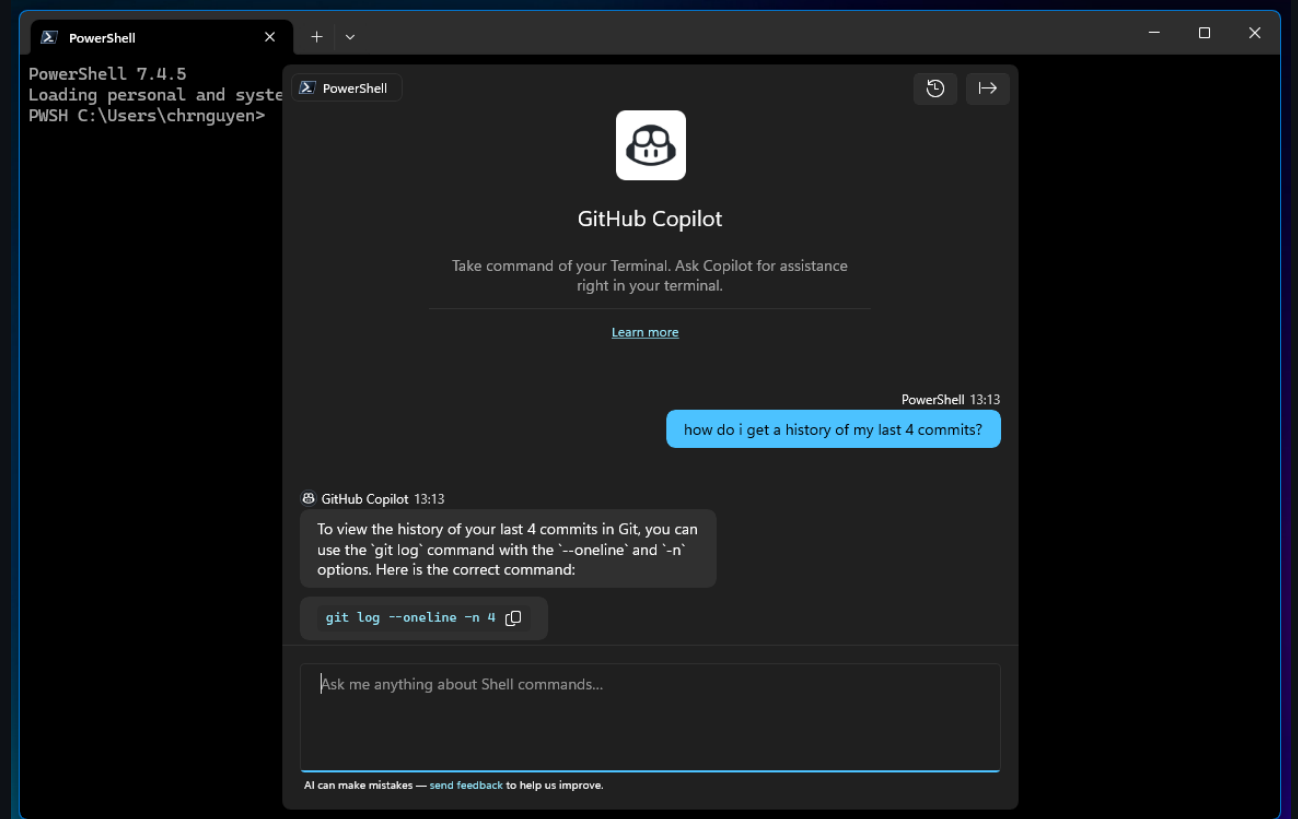 PowerShell
PowerShell 7.4.5
Loading personal and syste
PWSH C:\Users\chrnguyen>
PowerShell
GitHub Copilot
Take command of your Terminal. Ask Copilot for assistance
right in your terminal.
Learn more
PowerShell 13:13
how do i get a history of my last 4 commits?
GitHub Copilot 13:13
To view the history of your last 4 commits in Git, you can
use the `git log` command with the `--oneline` and `-n`
options. Here is the correct command:
git log --oneline -n 4
Ask me anything about Shell commands...
AI can make mistakes — send feedback to help us improve.